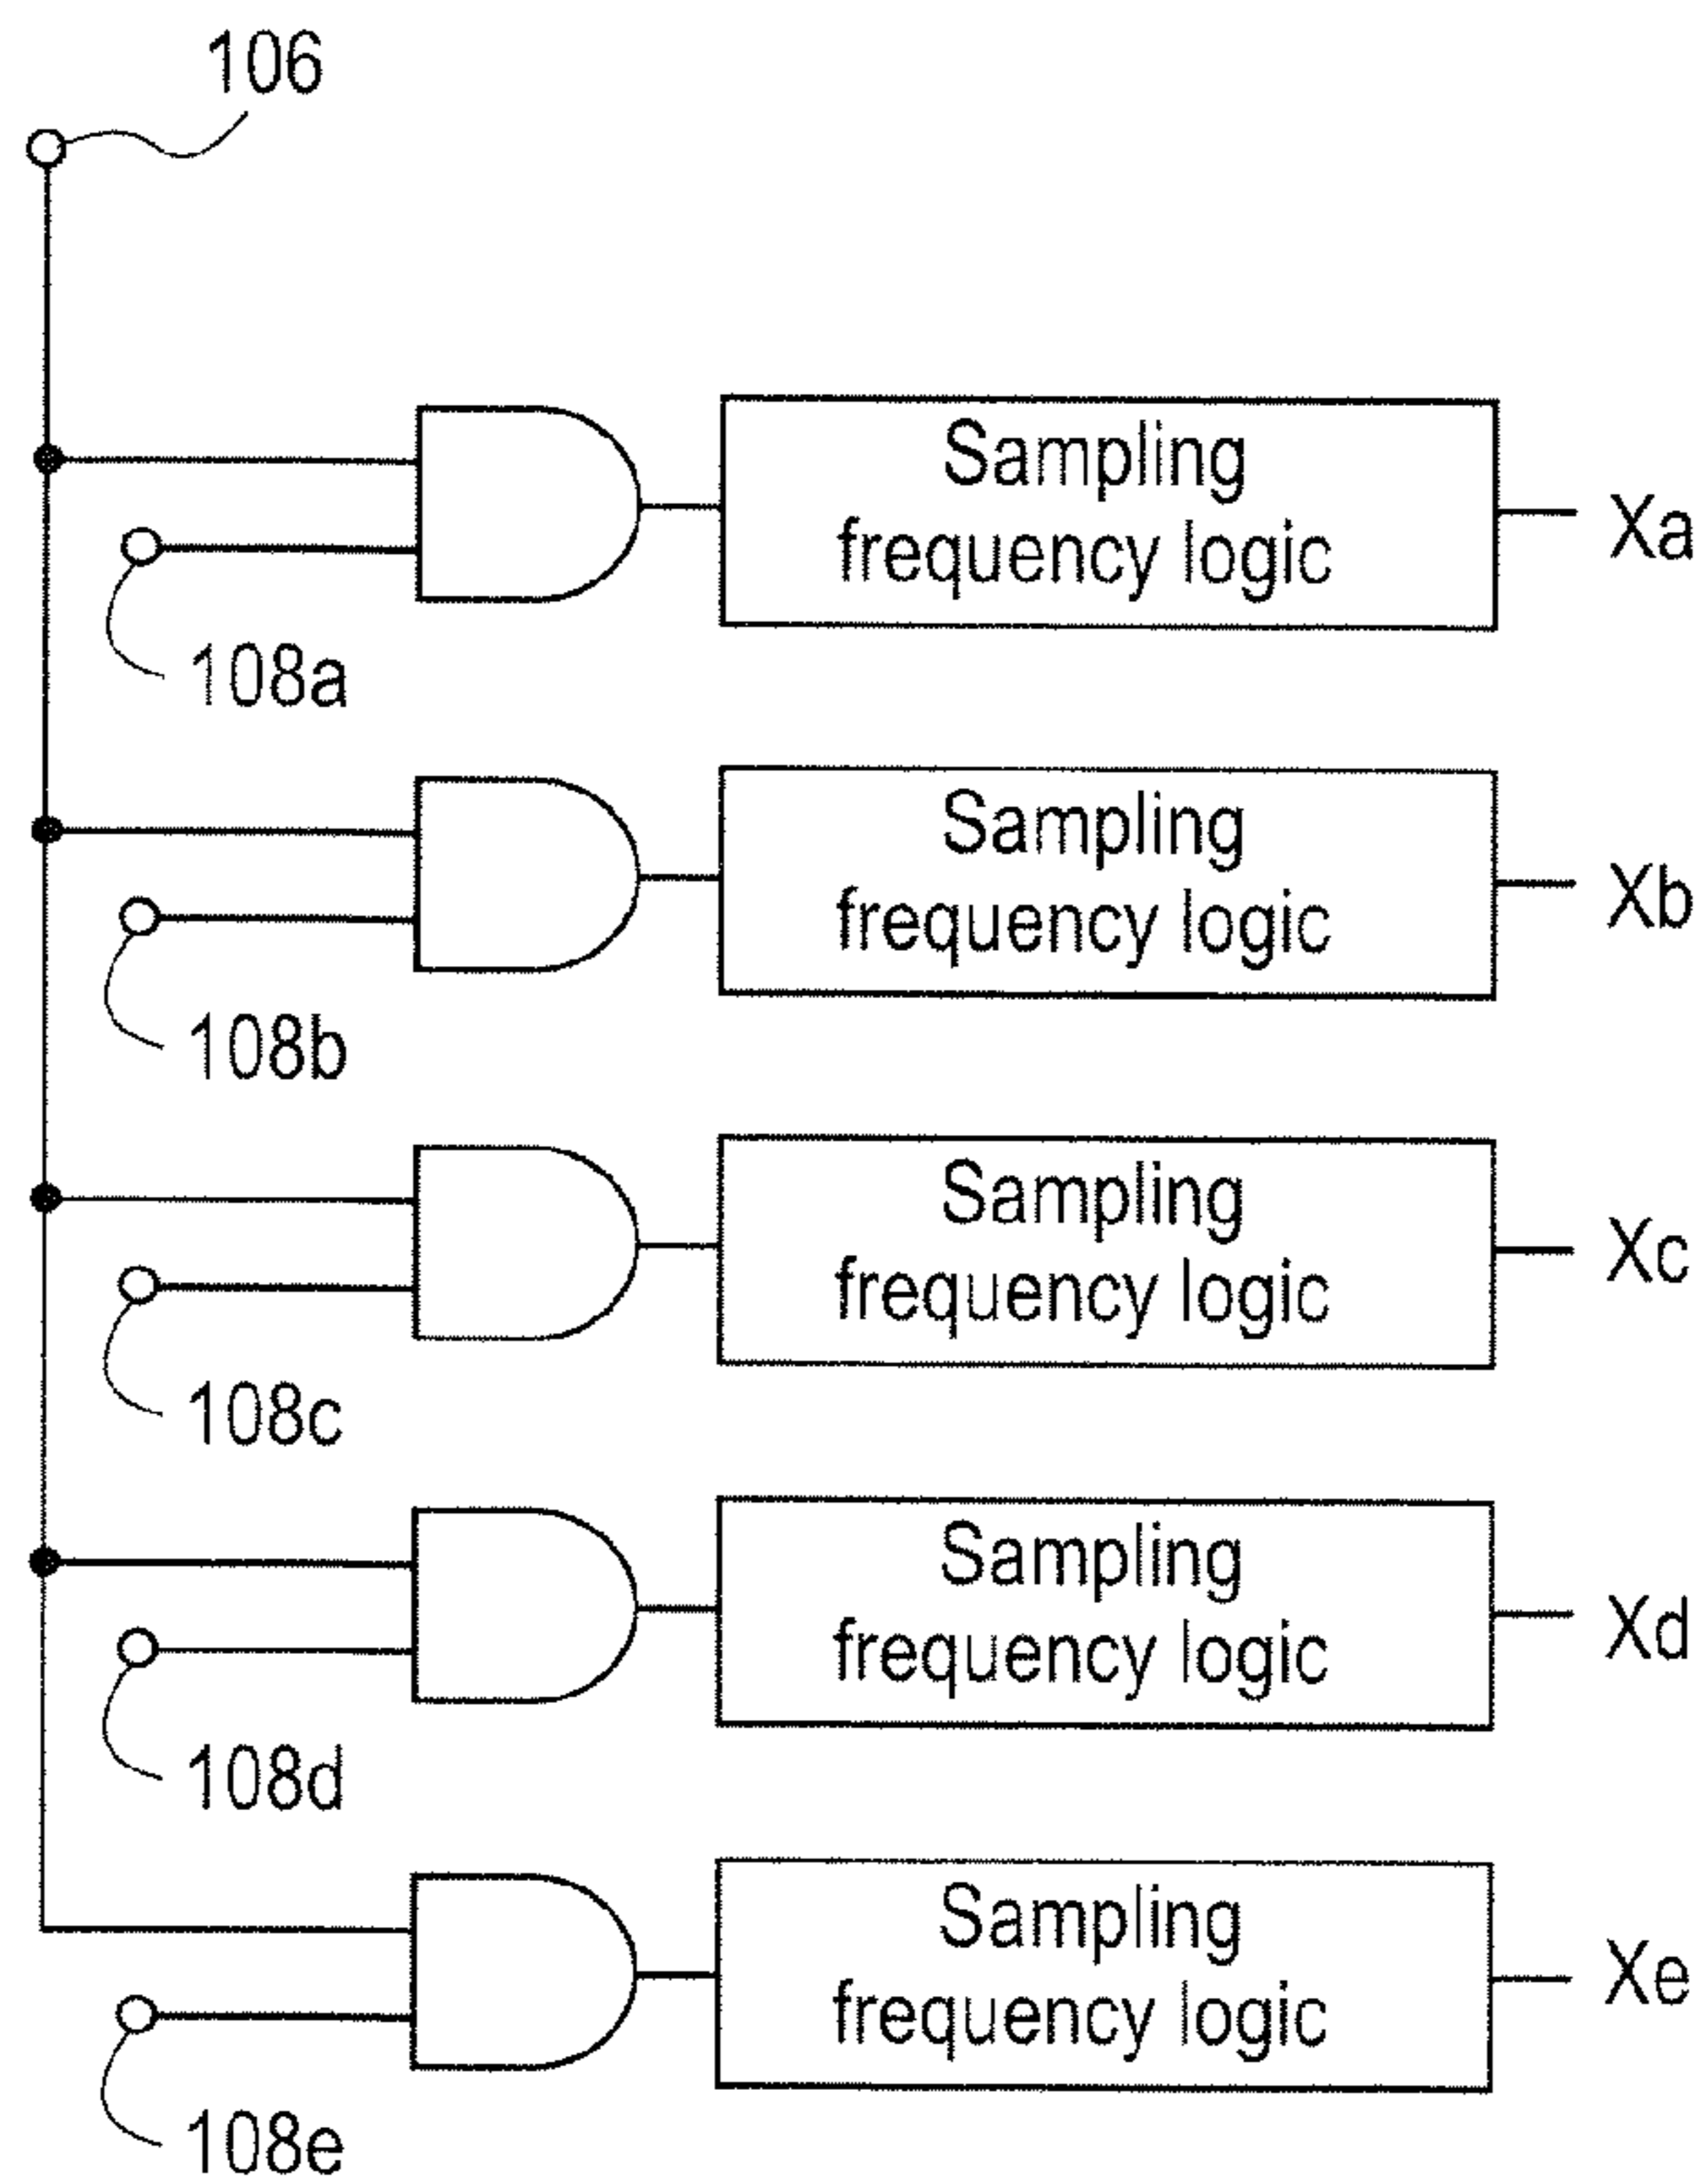 106
Sampling
frequency logic
Xa
108a
Sampling
frequency logic
Xb
108b
Sampling
frequency logic
Xc
108c
Sampling
frequency logic
Xd
108d
Sampling
frequency logic
Xe
108e